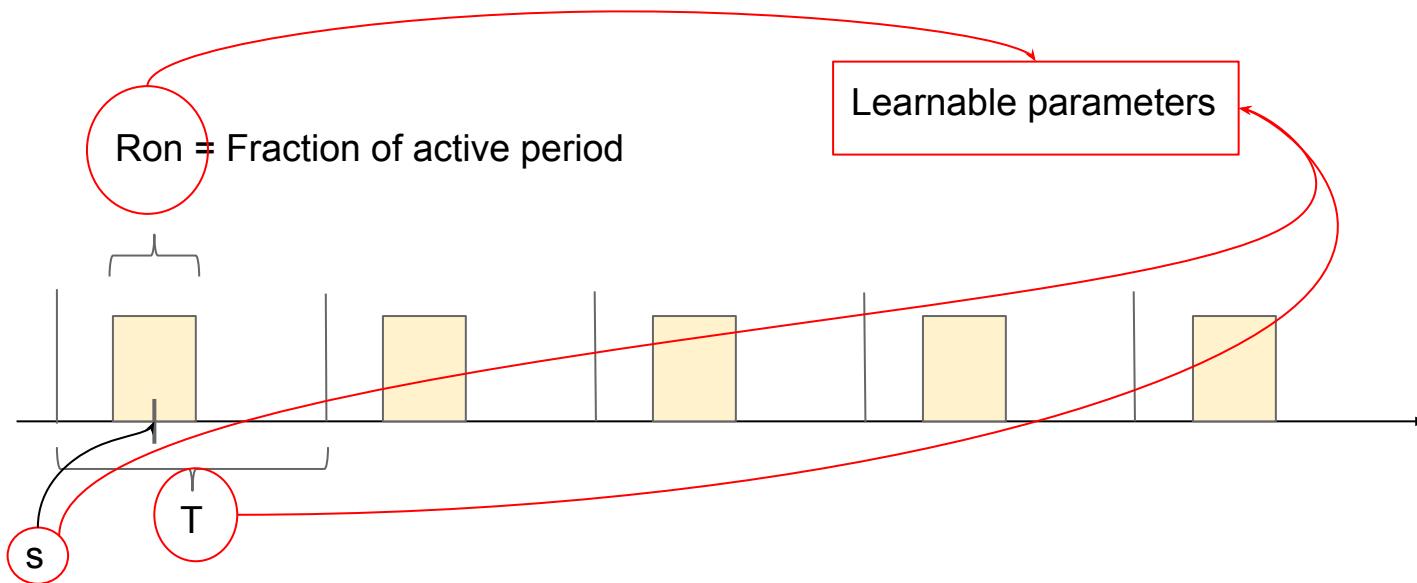 Learnable parameters
Ron = Fraction of active period
T
s